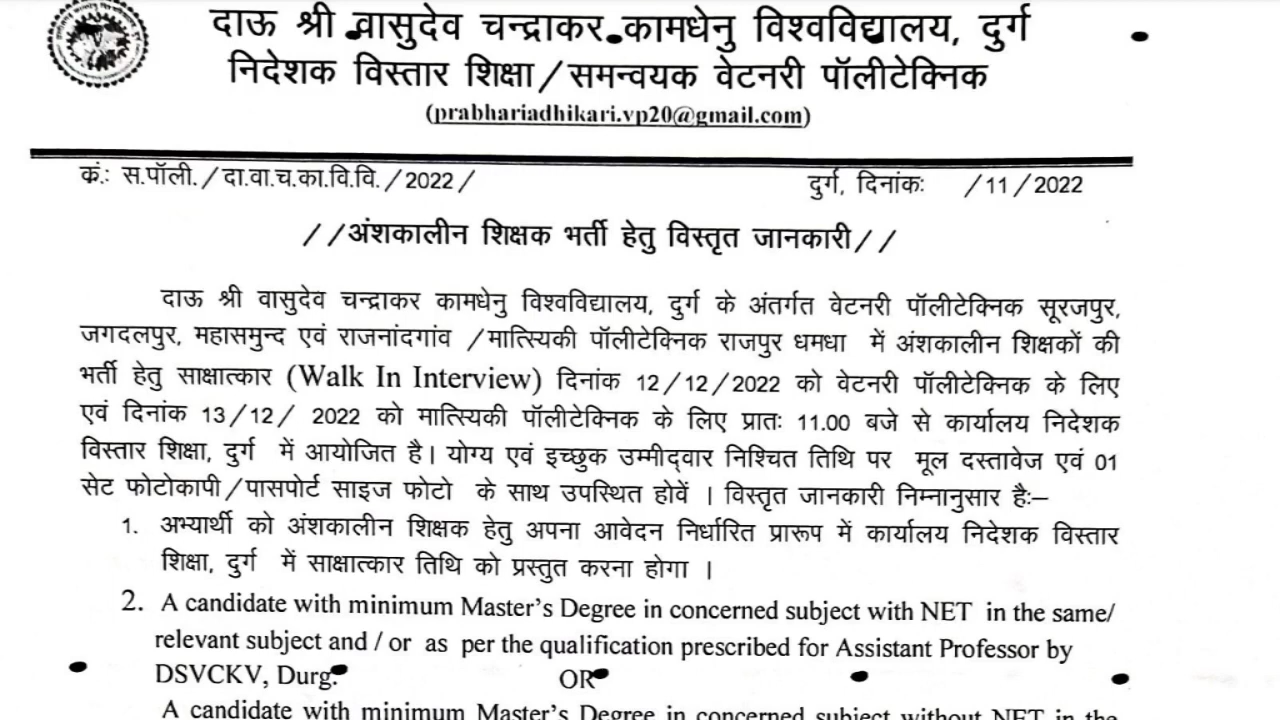 दाऊ श्री वासुदेव चन्द्राकर कामधेनु विश्वविद्यालय, दुर्ग
निदेशक विस्तार शिक्षा/समन्वयक वेटनरी पॉलीटेक्निक
(prabhariadhikari.vp20@gmail.com)
कं.: स.पॉली./दा.वा.च.का.वि.वि./2022/ दुर्ग, दिनांकः /11/2022
//अंशकालीन शिक्षक भर्ती हेतु विस्तृत जानकारी//
दाऊ श्री वासुदेव चन्द्राकर कामधेनु विश्वविद्यालय, दुर्ग के अंतर्गत वेटनरी पॉलीटेक्निक सूरजपुर,
जगदलपुर, महासमुन्द एवं राजनांदगांव /मात्स्यिकी पॉलीटेक्निक राजपुर धमधा में अंशकालीन शिक्षकों की
भर्ती हेतु साक्षात्कार (Walk In Interview) दिनांक 12/12/2022 को वेटनरी पॉलीटेक्निक के लिए
एवं दिनांक 13/12/ 2022 को मात्स्यिकी पॉलीटेक्निक के लिए प्रातः 11.00 बजे से कार्यालय निदेशक
विस्तार शिक्षा, दुर्ग में आयोजित है। योग्य एवं इच्छुक उम्मीद्वार निश्चित तिथि पर मूल दस्तावेज एवं 01
सेट फोटोकापी/पासपोर्ट साइज फोटो के साथ उपस्थित होवें । विस्तृत जानकारी निम्नानुसार हैः–
1. अभ्यार्थी को अंशकालीन शिक्षक हेतु अपना आवेदन निर्धारित प्रारूप में कार्यालय निदेशक विस्तार
शिक्षा, दुर्ग में साक्षात्कार तिथि को प्रस्तुत करना होगा ।
2. A candidate with minimum Master's Degree in concerned subject with NET in the same/
relevant subject and / or as per the qualification prescribed for Assistant Professor by
DSVCKV, Durg.
OR
A candidate with minimum Master's Degree in concerned subject without NET in the